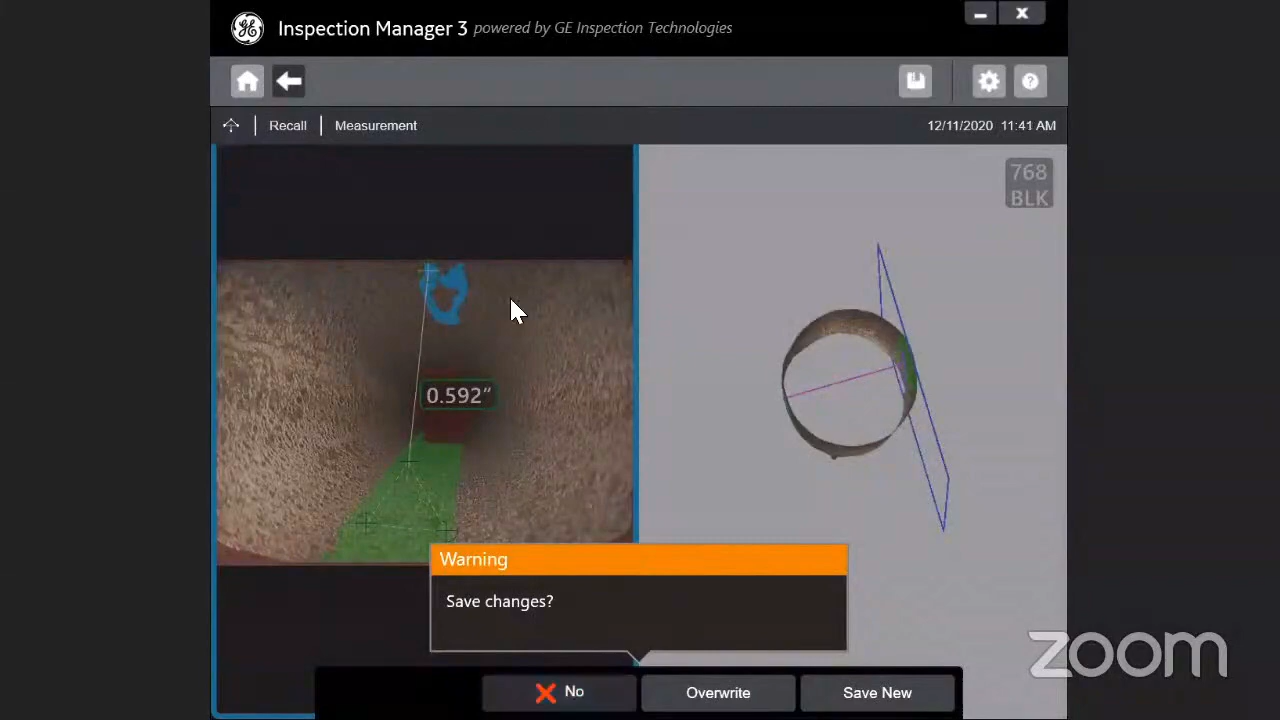 Inspection Manager 3 powered by GE Inspection Technologies
Recall Measurement 12/11/2020 11:41 AM
768
BLK
0.592"
Warning
Save changes?
No Overwrite Save New
zoom